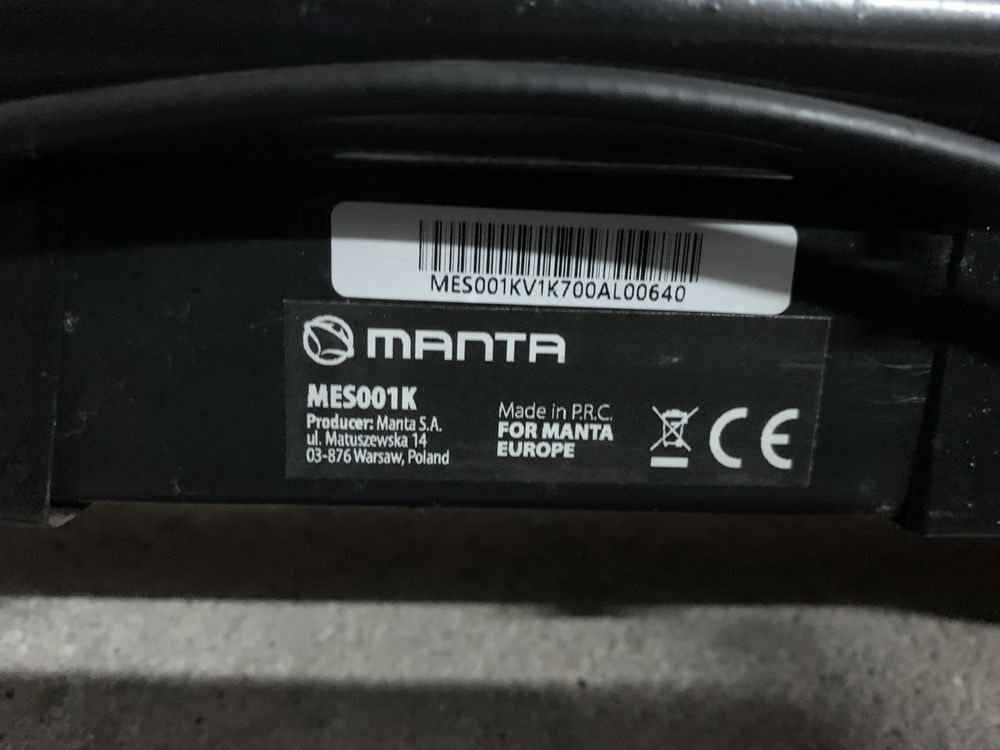 MES001KV1K700AL00640
MANTA
MES001K
Producer: Manta S.A.
ul. Matuszewska 14
03-876 Warsaw, Poland
Made in P.R.C.
FOR MANTA
EUROPE
CE